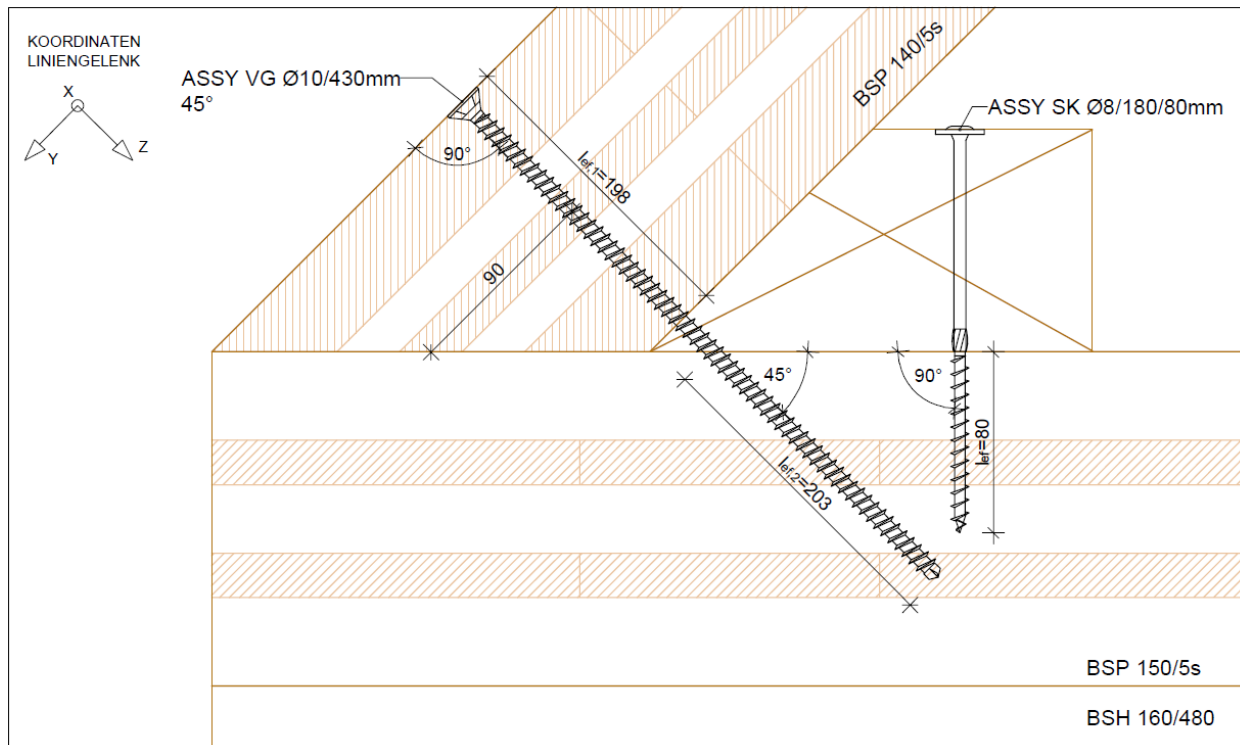 KOORDINATEN
LINIENGELENK
X
Y
Z
ASSY VG Ø10/430mm
45°
90°
lef,1=198
90
BSP 140/5s
ASSY SK Ø8/180/80mm
45°
90°
lef=80
lef,2=203
BSP 150/5s
BSH 160/480